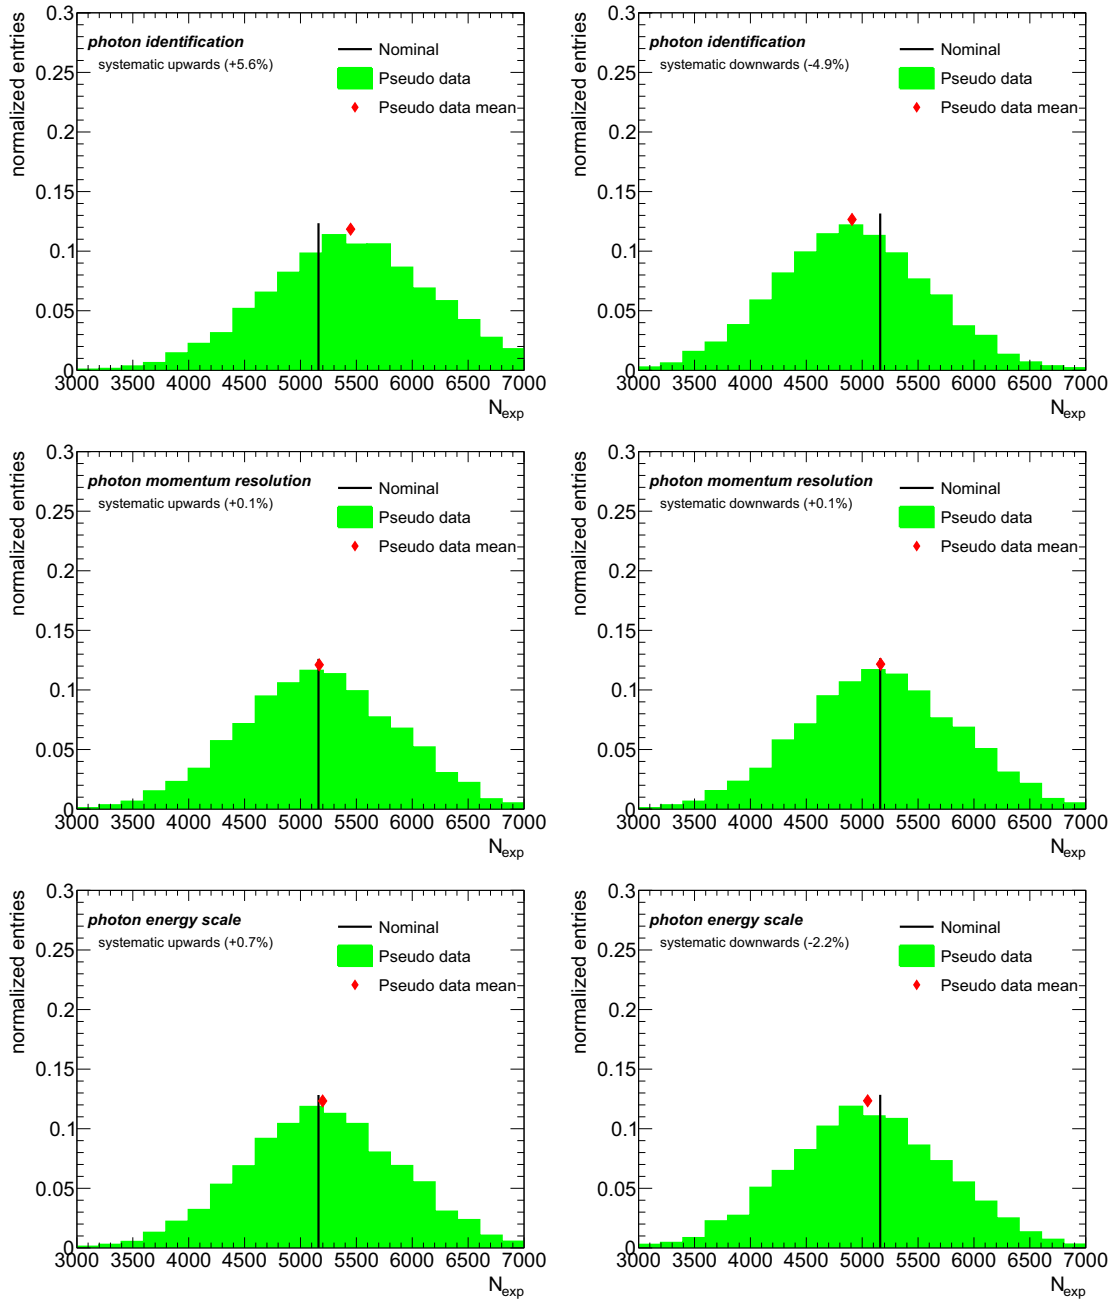 photon identification
systematic upwards (+5.6%)
Nominal
Pseudo data
Pseudo data mean
normalized entries
0.3
0.25
0.2
0.15
0.1
0.05
0
3000 3500 4000 4500 5000 5500 6000 6500 7000
N_exp
photon identification
systematic downwards (-4.9%)
Nominal
Pseudo data
Pseudo data mean
normalized entries
0.3
0.25
0.2
0.15
0.1
0.05
0
3000 3500 4000 4500 5000 5500 6000 6500 7000
N_exp
photon momentum resolution
systematic upwards (+0.1%)
Nominal
Pseudo data
Pseudo data mean
normalized entries
0.3
0.25
0.2
0.15
0.1
0.05
0
3000 3500 4000 4500 5000 5500 6000 6500 7000
N_exp
photon momentum resolution
systematic downwards (+0.1%)
Nominal
Pseudo data
Pseudo data mean
normalized entries
0.3
0.25
0.2
0.15
0.1
0.05
0
3000 3500 4000 4500 5000 5500 6000 6500 7000
N_exp
photon energy scale
systematic upwards (+0.7%)
Nominal
Pseudo data
Pseudo data mean
normalized entries
0.3
0.25
0.2
0.15
0.1
0.05
0
3000 3500 4000 4500 5000 5500 6000 6500 7000
N_exp
photon energy scale
systematic downwards (-2.2%)
Nominal
Pseudo data
Pseudo data mean
normalized entries
0.3
0.25
0.2
0.15
0.1
0.05
0
3000 3500 4000 4500 5000 5500 6000 6500 7000
N_exp